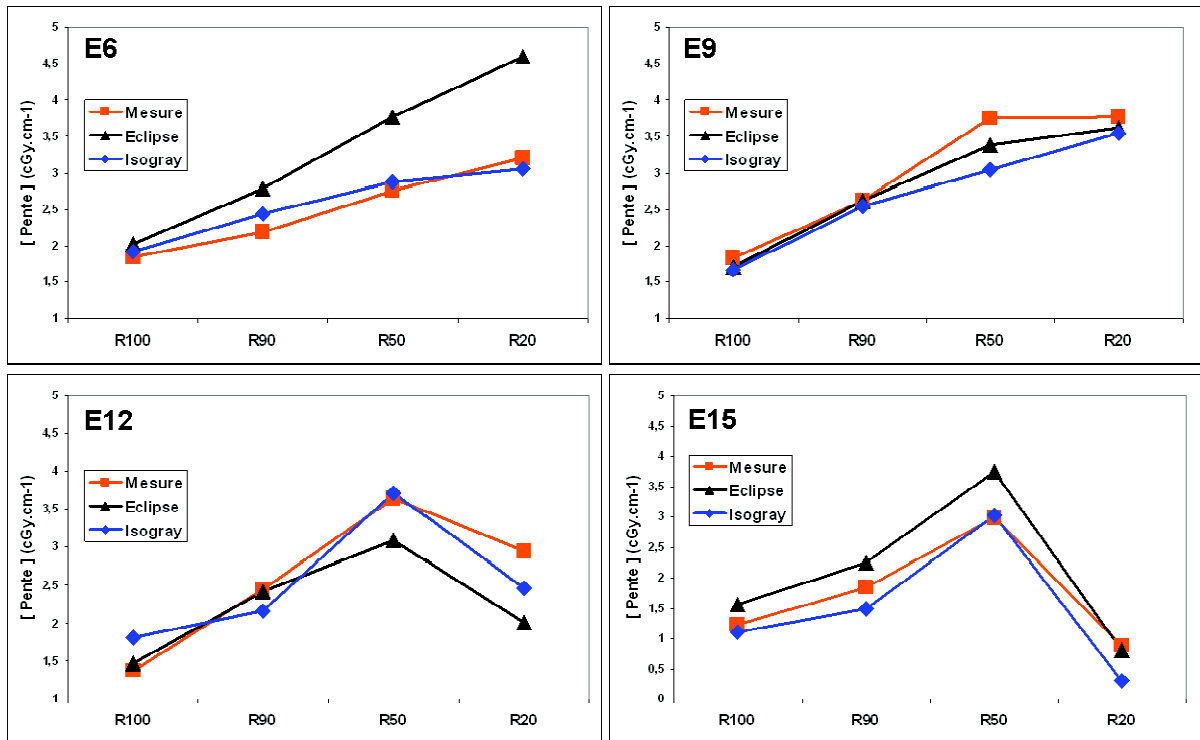 E6
[ Pente ] (cGy.cm-1)
5
4,5
4
3,5
3
2,5
2
1,5
1
Mesure
Eclipse
Isogray
R100 R90 R50 R20
E9
[ Pente ] (cGy.cm-1)
5
4,5
4
3,5
3
2,5
2
1,5
1
Mesure
Eclipse
Isogray
R100 R90 R50 R20
E12
[ Pente ] (cGy.cm-1)
5
4,5
4
3,5
3
2,5
2
1,5
1
Mesure
Eclipse
Isogray
R100 R90 R50 R20
E15
[ Pente ] (cGy.cm-1)
5
4,5
4
3,5
3
2,5
2
1,5
1
0,5
0
Mesure
Eclipse
Isogray
R100 R90 R50 R20